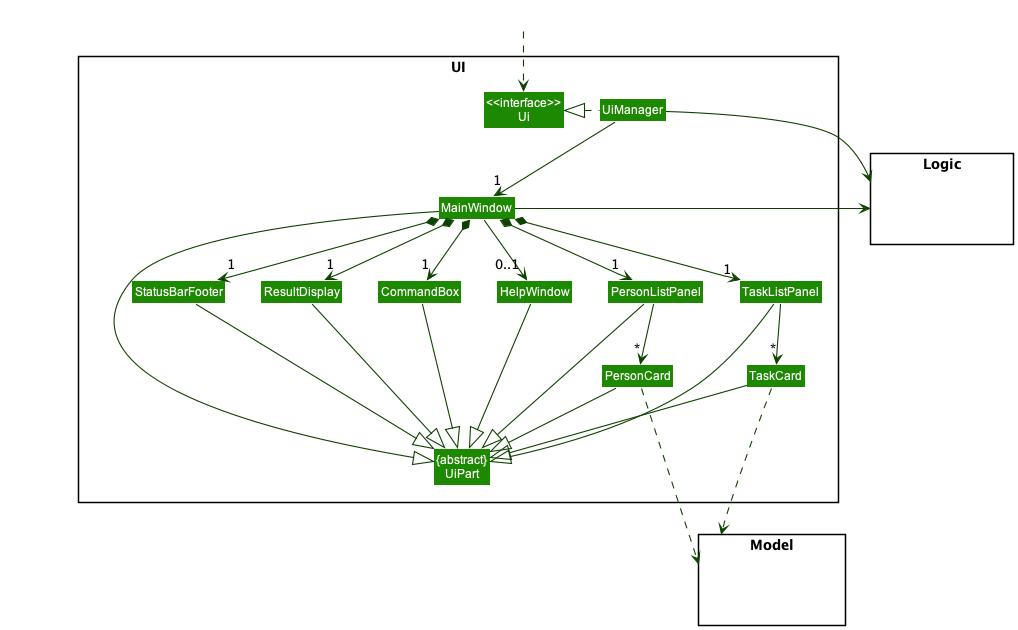 UI
<<interface>>
Ui
UiManager
Logic
1
MainWindow
1
1
1
0..1
1
1
StatusBarFooter
ResultDisplay
CommandBox
HelpWindow
PersonListPanel
TaskListPanel
*
*
PersonCard
TaskCard
{abstract}
UiPart
Model